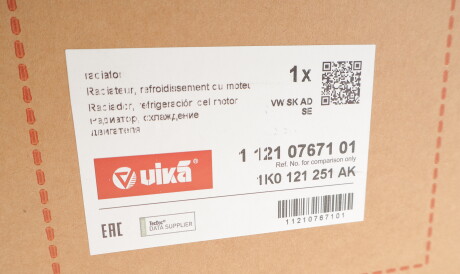 radiator
Radiateur, refroidissement du moteur
Radiador, refrigeración del motor
Радиатор, охлаждение
двигателя
1x
VW SK AD
SE
vika
1 121 07671 01
Ref. No. for comparison only
1K0 121 251 AK
EAC
TecDoc
DATA SUPPLIER
11210767101